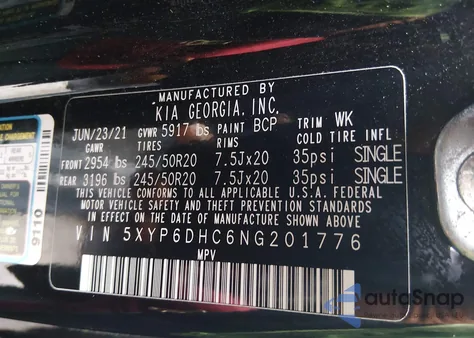 MANUFACTURED BY
KIA GEORGIA, INC.
JUN/23/21 GVWR 5917 lbs PAINT BCP TRIM WK
GAWR TIRES RIMS COLD TIRE INFL
FRONT 2954 lbs 245/50R20 7.5Jx20 35psi SINGLE
REAR 3196 lbs 245/50R20 7.5Jx20 35psi SINGLE
THIS VEHICLE CONFORMS TO ALL APPLICABLE U.S.A. FEDERAL
MOTOR VEHICLE SAFETY AND THEFT PREVENTION STANDARDS
IN EFFECT ON THE DATE OF MANUFACTURE SHOWN ABOVE
VIN 5XYP6DHC6NG201776
MPV
9110
autoSnap